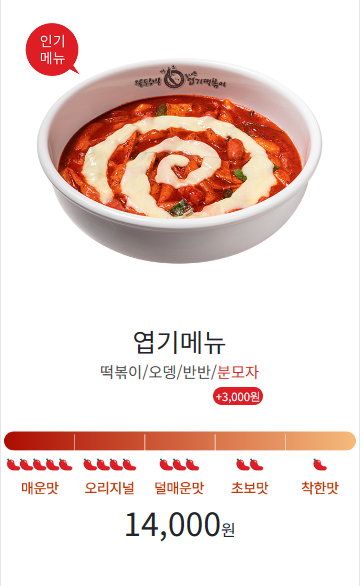 인기
메뉴
엽기메뉴
떡볶이/오뎅/반반/분모자
+3,000원
매운맛 오리지널 덜매운맛 초보맛 착한맛
14,000원